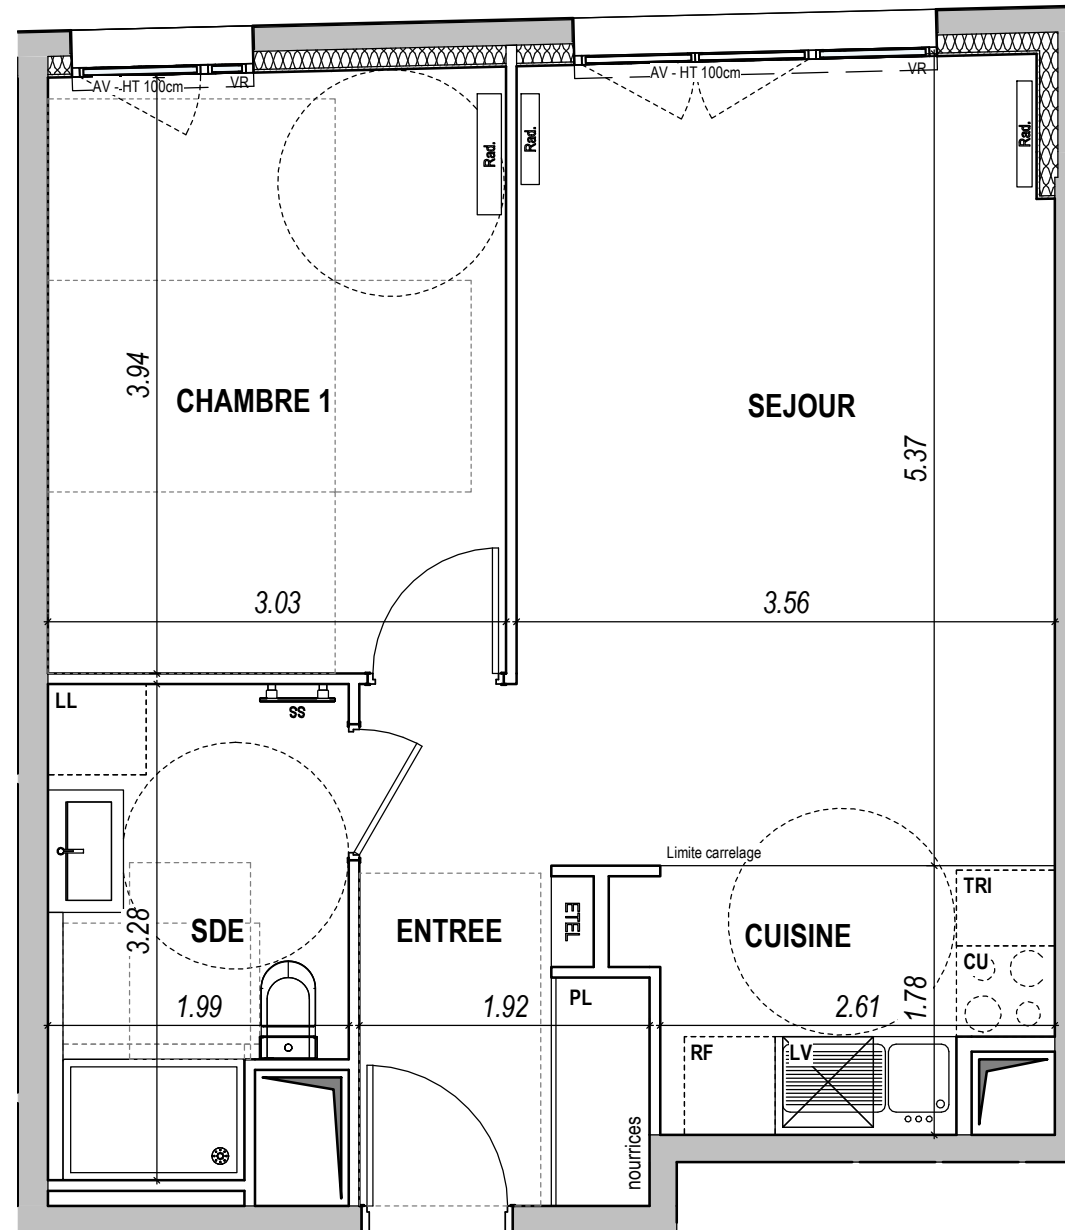 AV - HT 100cm
VR
AV - HT 100cm
VR
Rad.
Rad.
Rad.
3.94
CHAMBRE 1
SEJOUR
5.37
3.03
3.56
LL
SS
Limite carrelage
TRI
ETEL
SDE
ENTREE
CUISINE
CU
3.28
1.99
1.92
PL
2.61
1.78
RF
LV
nourrices